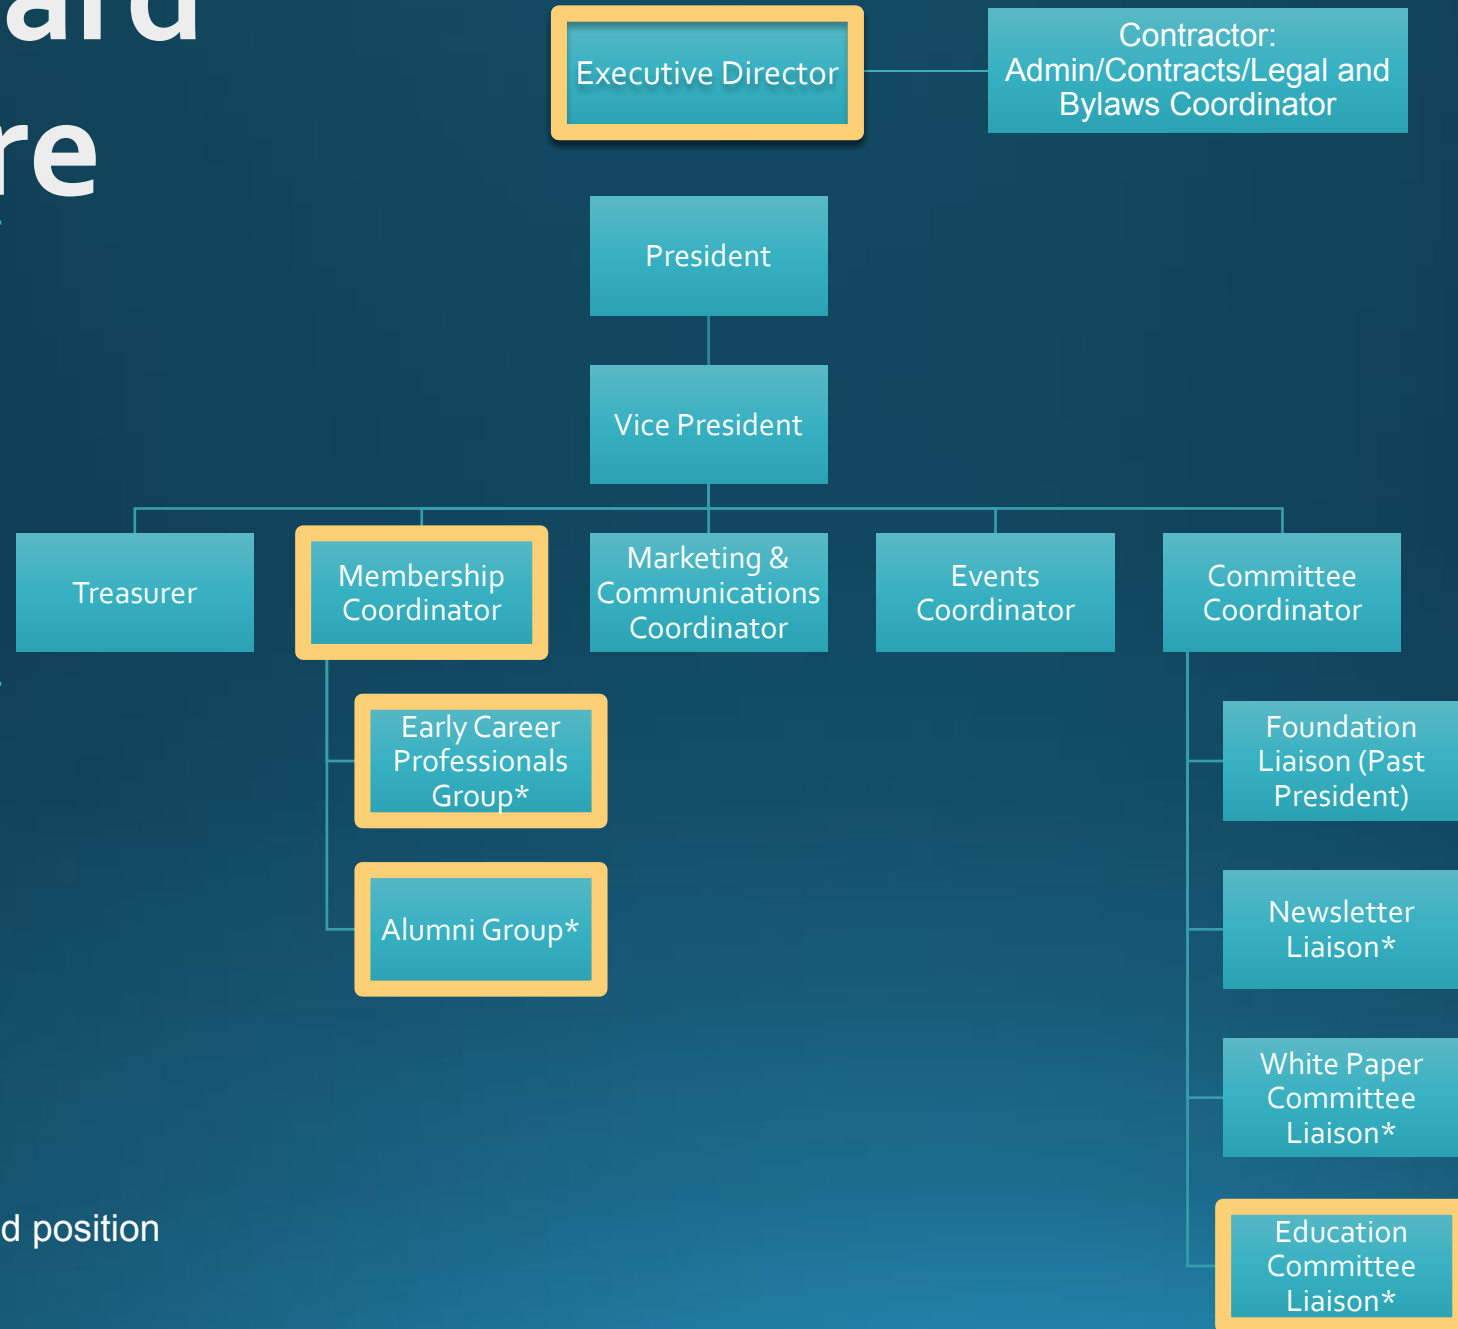 Executive Director
Contractor:
Admin/Contracts/Legal and
Bylaws Coordinator
President
Vice President
Treasurer
Membership
Coordinator
Marketing &
Communications
Coordinator
Events
Coordinator
Committee
Coordinator
Early Career
Professionals
Group*
Foundation
Liaison (Past
President)
Alumni Group*
Newsletter
Liaison*
White Paper
Committee
Liaison*
position
Education
Committee
Liaison*